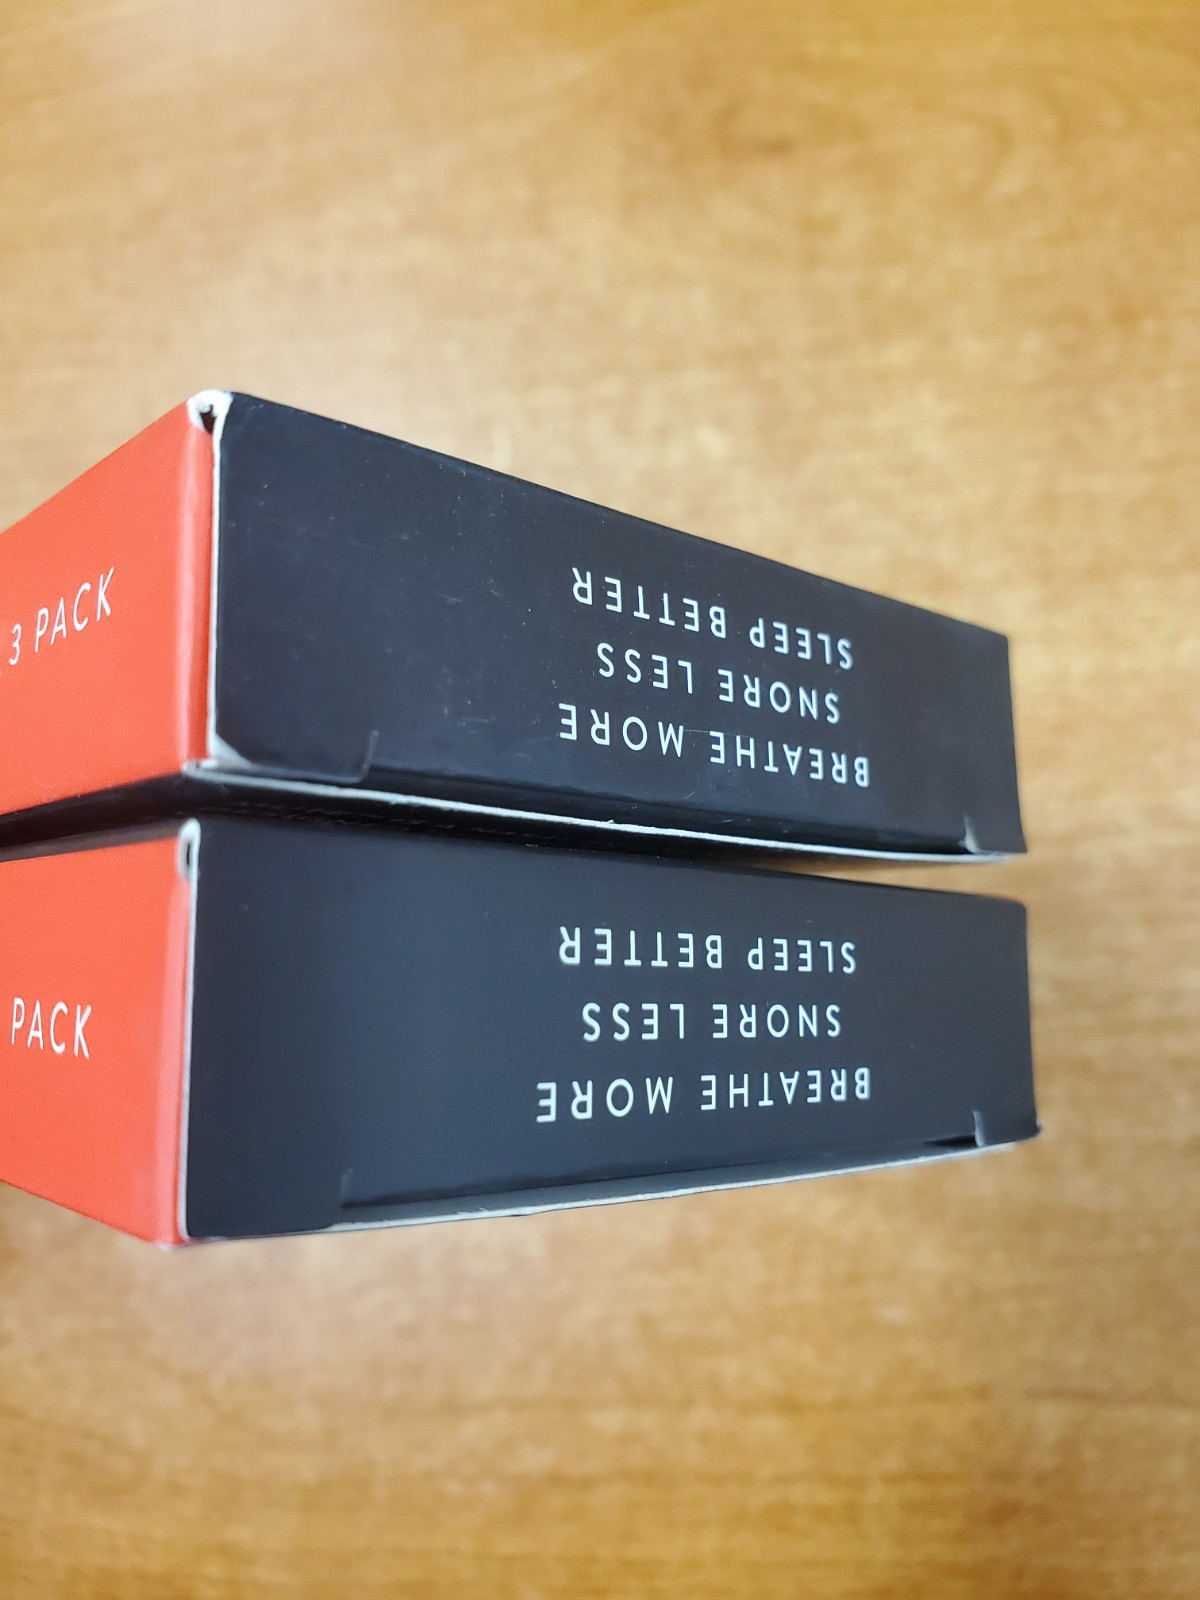 3 PACK
BREATHE MORE
SNORE LESS
SLEEP BETTER
PACK
BREATHE MORE
SNORE LESS
SLEEP BETTER